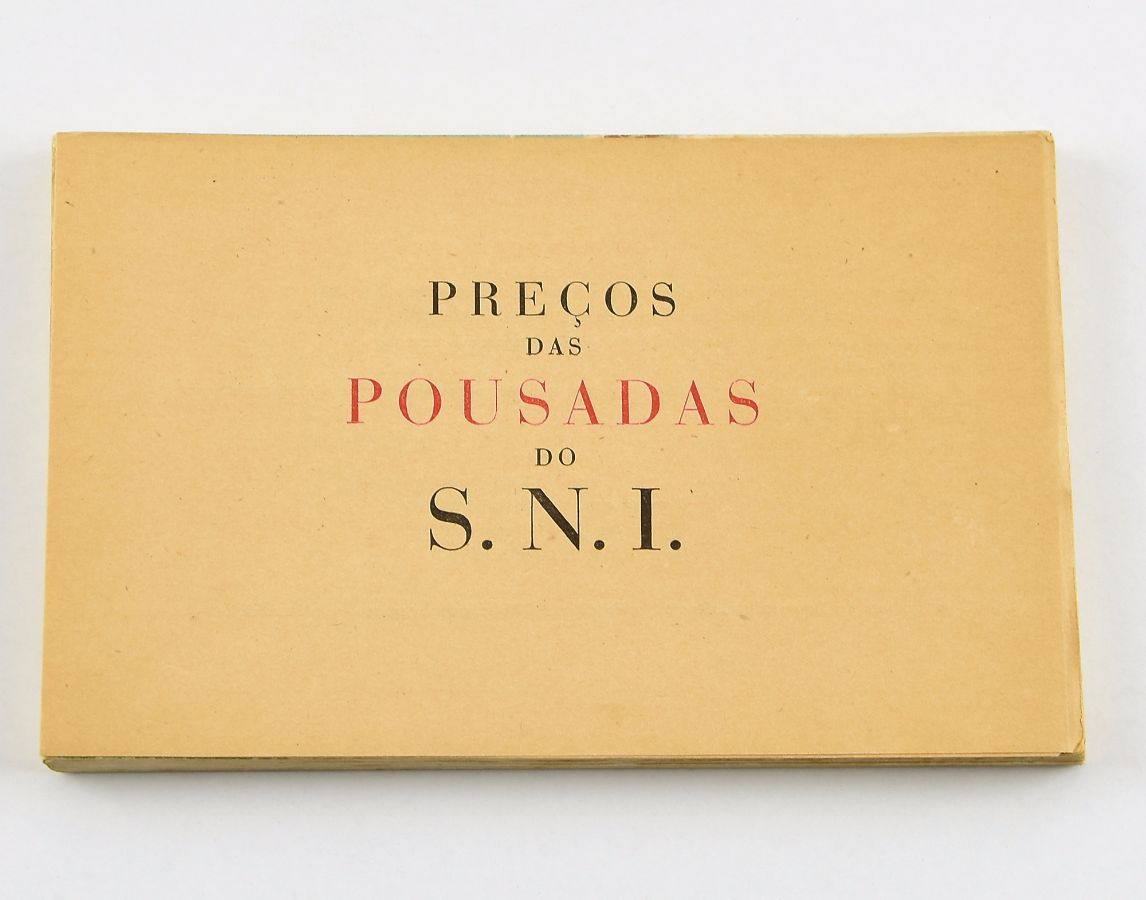 PREÇOS
DAS
POUSADAS
DO
S. N. I.